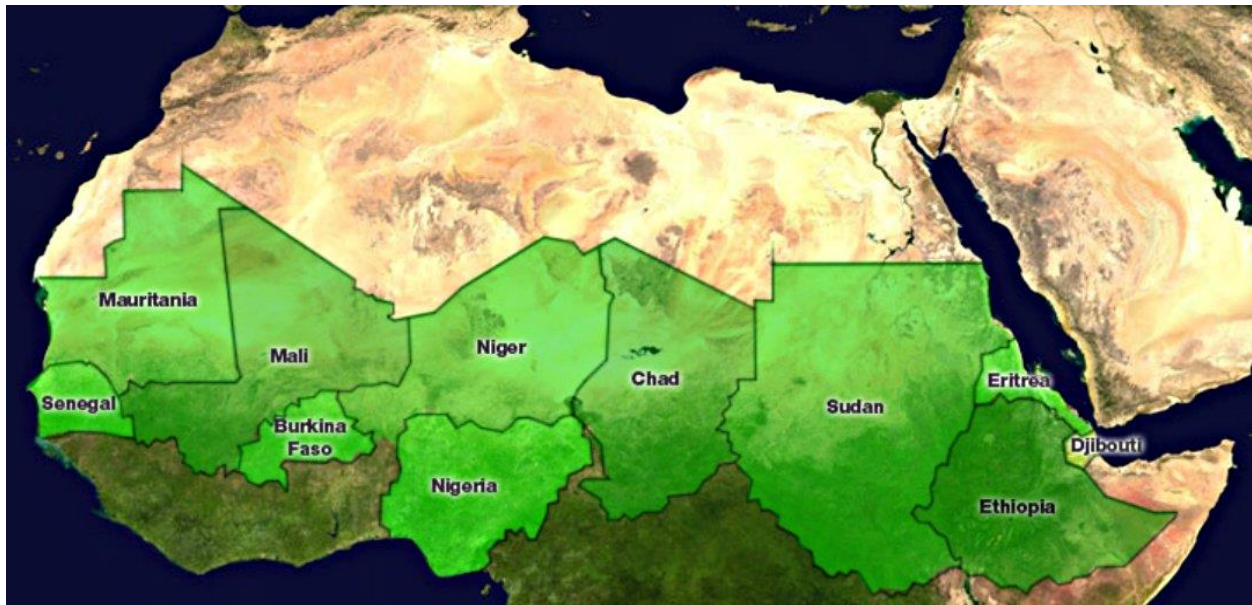 Mauritania
Mali
Niger
Chad
Sudan
Eritrea
Senegal
Burkina
Faso
Djibouti
Nigeria
Ethiopia